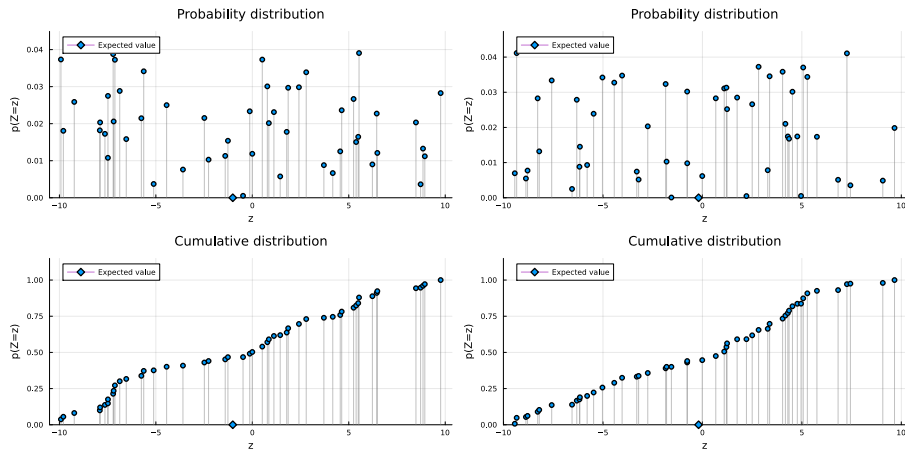 Probability distribution
Expected value
p(Z=z)
0.04
0.03
0.02
0.01
0.00
−10
−5
0
5
10
z
Probability distribution
Expected value
p(Z=z)
0.04
0.03
0.02
0.01
0.00
−5
0
5
10
z
Cumulative distribution
Expected value
p(Z=z)
1.00
0.75
0.50
0.25
0.00
−10
−5
0
5
10
z
Cumulative distribution
Expected value
p(Z=z)
1.00
0.75
0.50
0.25
0.00
−5
0
5
10
z